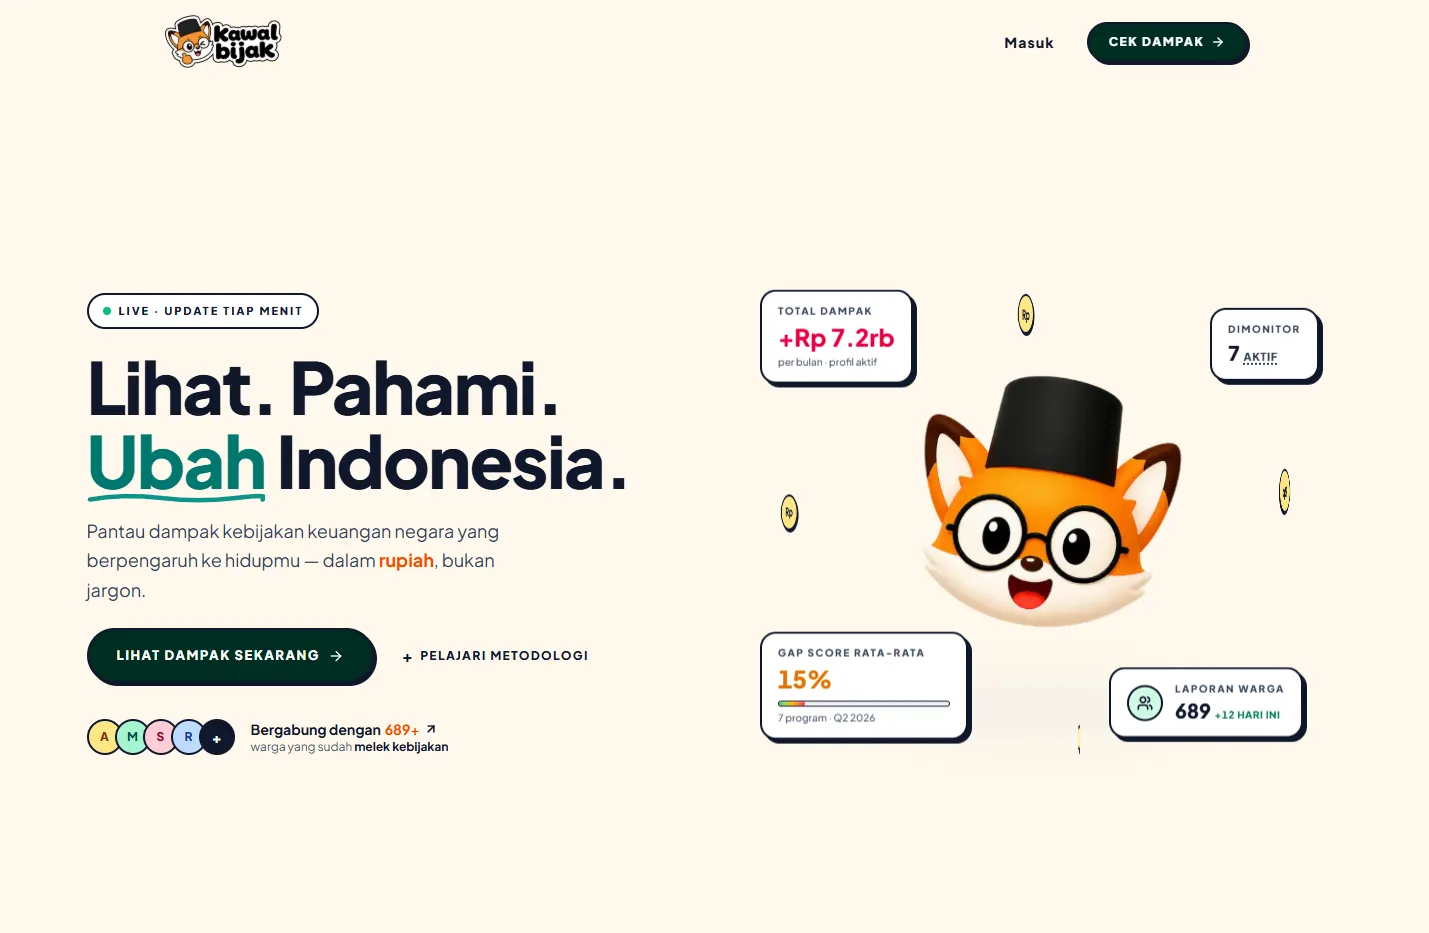 kawal
bijak
Masuk
CEK DAMPAK →
LIVE · UPDATE TIAP MENIT
Lihat. Pahami.
Ubah Indonesia.
Pantau dampak kebijakan keuangan negara yang
berpengaruh ke hidupmu — dalam rupiah, bukan
jargon.
LIHAT DAMPAK SEKARANG →
+ PELAJARI METODOLOGI
A M S R +
Bergabung dengan 689+ ↗
warga yang sudah melek kebijakan
TOTAL DAMPAK
+Rp 7.2rb
per bulan · profil aktif
Rp
DIMONITOR
7 AKTIF
Rp
GAP SCORE RATA-RATA
15%
7 program · Q2 2026
LAPORAN WARGA
689 +12 HARI INI